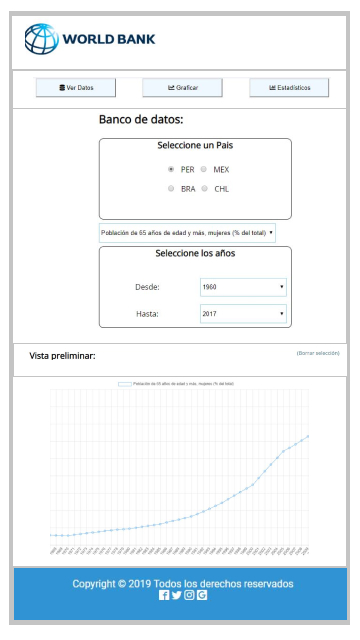 WORLD BANK
Ver Datos
Graficar
Estadísticos
Banco de datos:
Seleccione un Pais
PER MEX
BRA CHL
Población de 65 años de edad y más, mujeres (% del total)
Seleccione los años
Desde: 1960
Hasta: 2017
Vista preliminar:
(Borrar selección)
Población de 65 años de edad y más, mujeres (% del total)
Copyright © 2019 Todos los derechos reservados